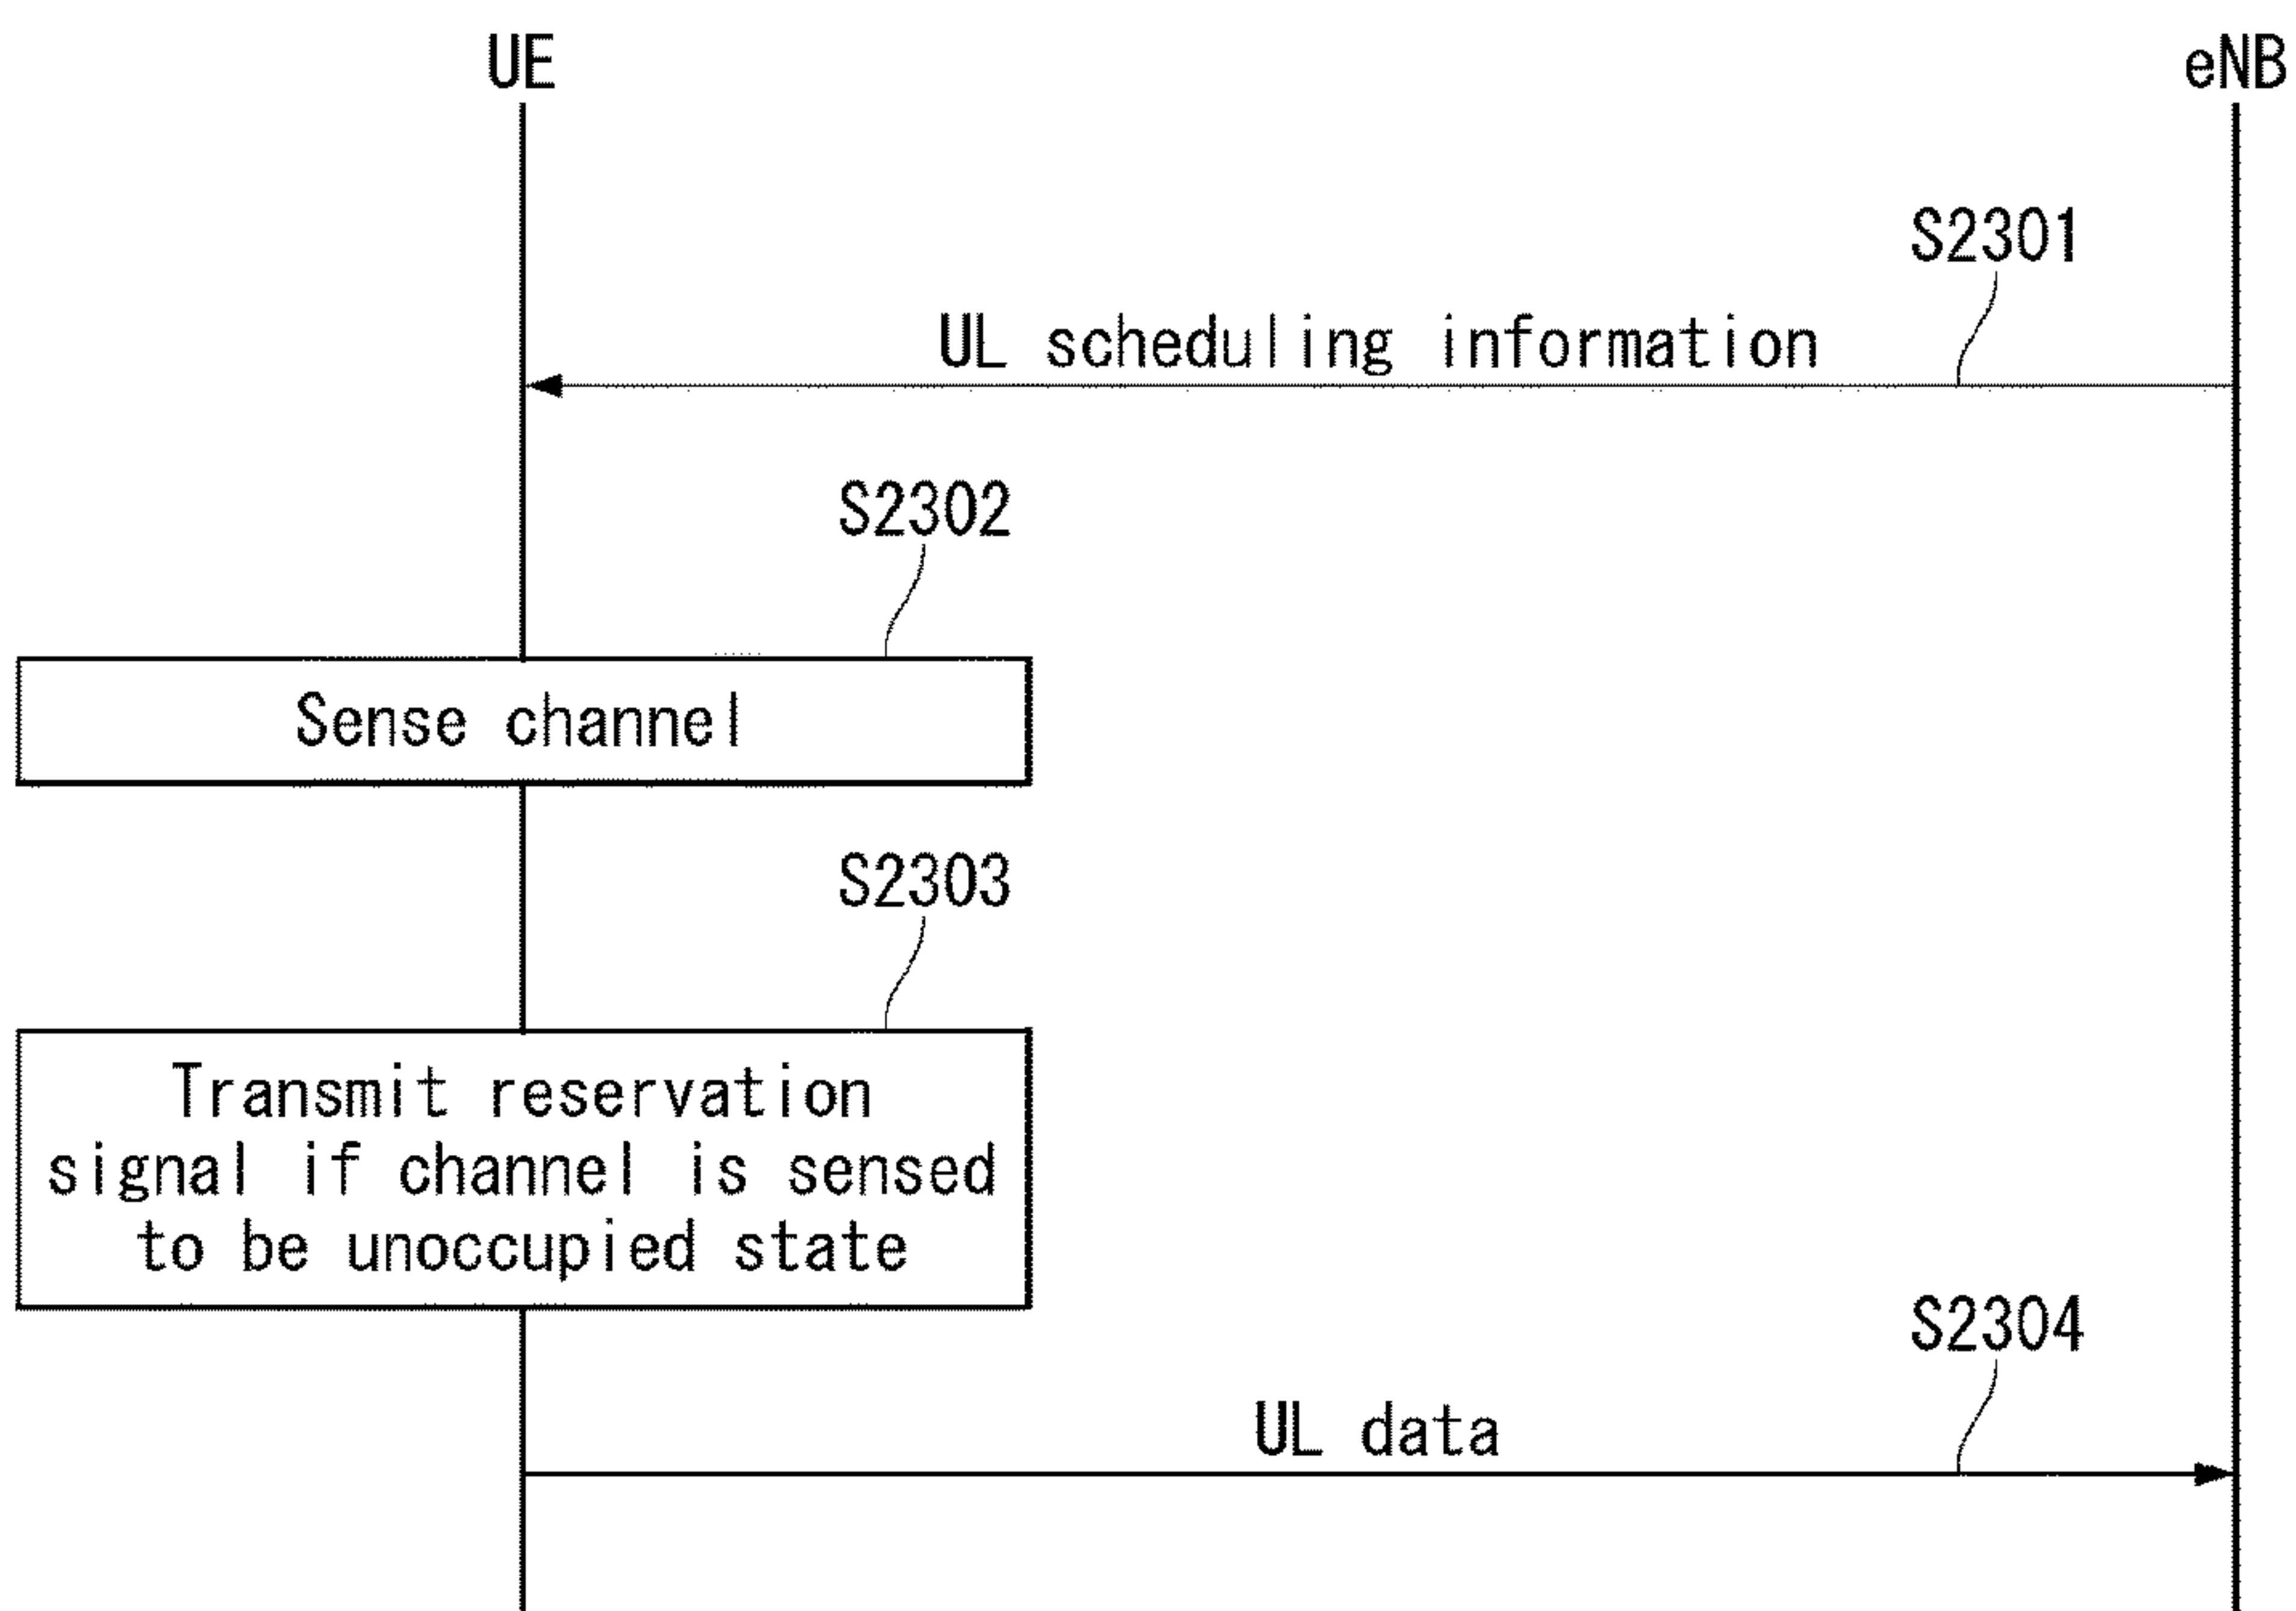 UE
eNB
S2301
UL scheduling information
S2302
Sense channel
S2303
Transmit reservation
signal if channel is sensed
to be unoccupied state
S2304
UL data